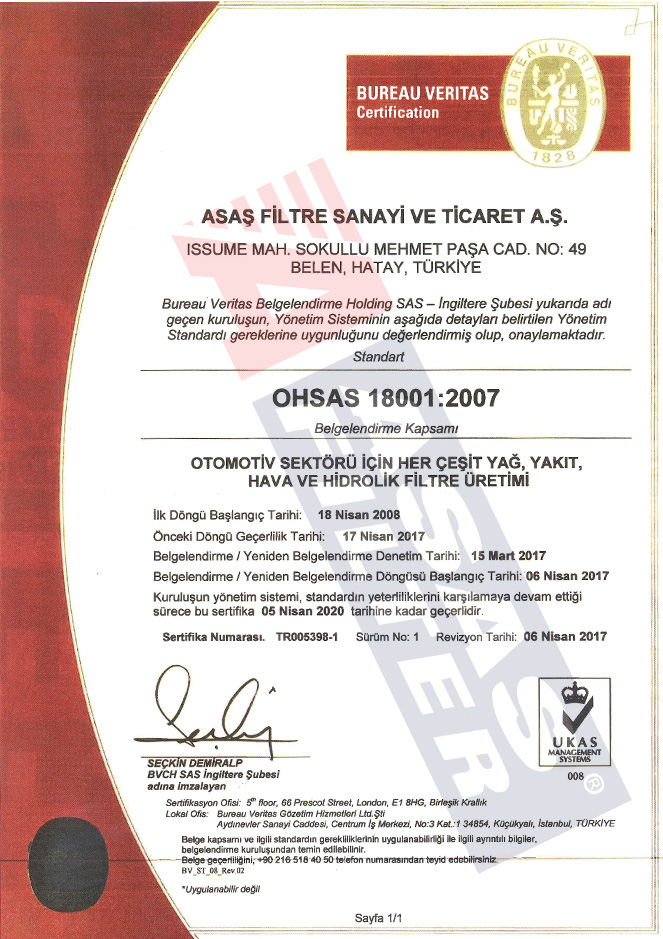 BUREAU VERITAS
Certification
BUREAU VERITAS
1828
ASAŞ FİLTRE SANAYİ VE TİCARET A.Ş.
ISSUME MAH. SOKULLU MEHMET PAŞA CAD. NO: 49
BELEN, HATAY, TÜRKİYE
Bureau Veritas Belgelendirme Holding SAS – İngiltere Şubesi yukarıda adı
geçen kuruluşun, Yönetim Sisteminin aşağıda detayları belirtilen Yönetim
Standardı gereklerine uygunluğunu değerlendirmiş olup, onaylamaktadır.
Standart
OHSAS 18001:2007
Belgelendirme Kapsamı
OTOMOTİV SEKTÖRÜ İÇİN HER ÇEŞİT YAĞ, YAKIT,
HAVA VE HİDROLİK FİLTRE ÜRETİMİ
İlk Döngü Başlangıç Tarihi: 18 Nisan 2008
Önceki Döngü Geçerlilik Tarihi: 17 Nisan 2017
Belgelendirme / Yeniden Belgelendirme Denetim Tarihi: 15 Mart 2017
Belgelendirme / Yeniden Belgelendirme Döngüsü Başlangıç Tarihi: 06 Nisan 2017
Kuruluşun yönetim sistemi, standardın yeterliliklerini karşılamaya devam ettiği
sürece bu sertifika 05 Nisan 2020 tarihine kadar geçerlidir.
Sertifika Numarası. TR005398-1 Sürüm No: 1 Revizyon Tarihi: 06 Nisan 2017
SEÇKİN DEMİRALP
BVCH SAS İngiltere Şubesi
adına imzalayan
UKAS
MANAGEMENT
SYSTEMS
008
ASAS FILTER ®
Sertifikasyon Ofisi: 5th floor, 66 Prescot Street, London, E1 8HG, Birleşik Krallık
Lokal Ofis: Bureau Veritas Gözetim Hizmetleri Ltd.Şti
Aydınevler Sanayi Caddesi, Centrum İş Merkezi, No:3 Kat.:1 34854, Küçükyalı, İstanbul, TÜRKİYE
Belge kapsamı ve ilgili standardın gerekliliklerinin uygulanabilirliği ile ilgili ayrıntılı bilgiler,
belgelendirme kuruluşundan temin edilebilinir.
Belge geçerliliğini, +90 216 518 40 50 telefon numarasından teyid edebilirsiniz.
BV_ST_08_Rev.02
*Uygulanabilir değil
Sayfa 1/1